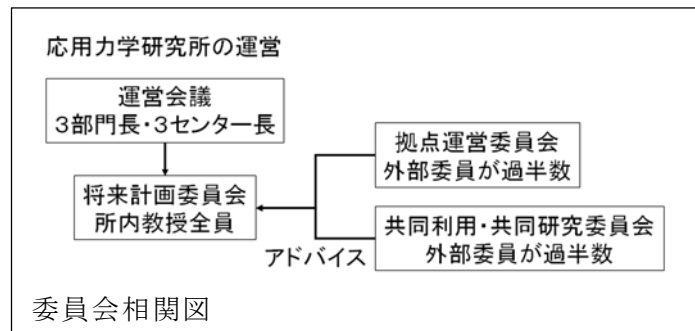 応用力学研究所の運営
運営会議
3部門長・3センター長
拠点運営委員会
外部委員が過半数
将来計画委員会
所内教授全員
共同利用・共同研究委員会
外部委員が過半数
アドバイス
委員会相関図